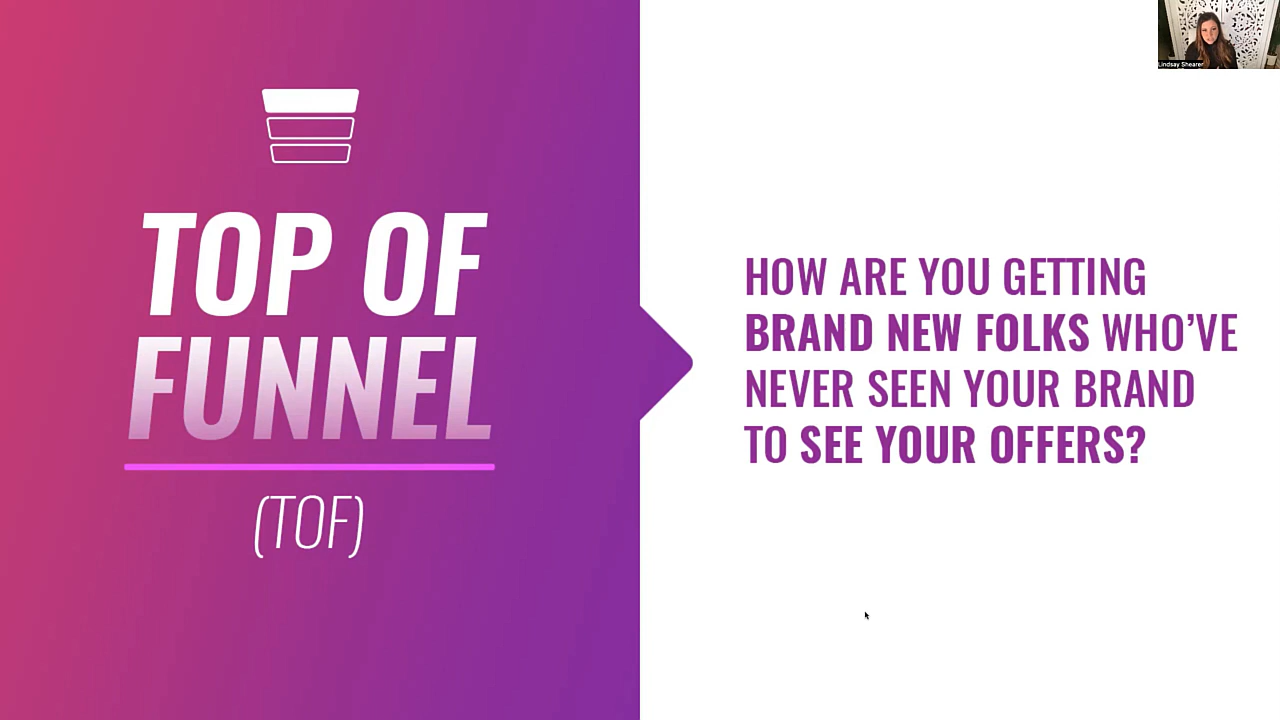 TOP OF
FUNNEL
(TOF)
HOW ARE YOU GETTING
BRAND NEW FOLKS WHO'VE
NEVER SEEN YOUR BRAND
TO SEE YOUR OFFERS?
Lindsay Shearer